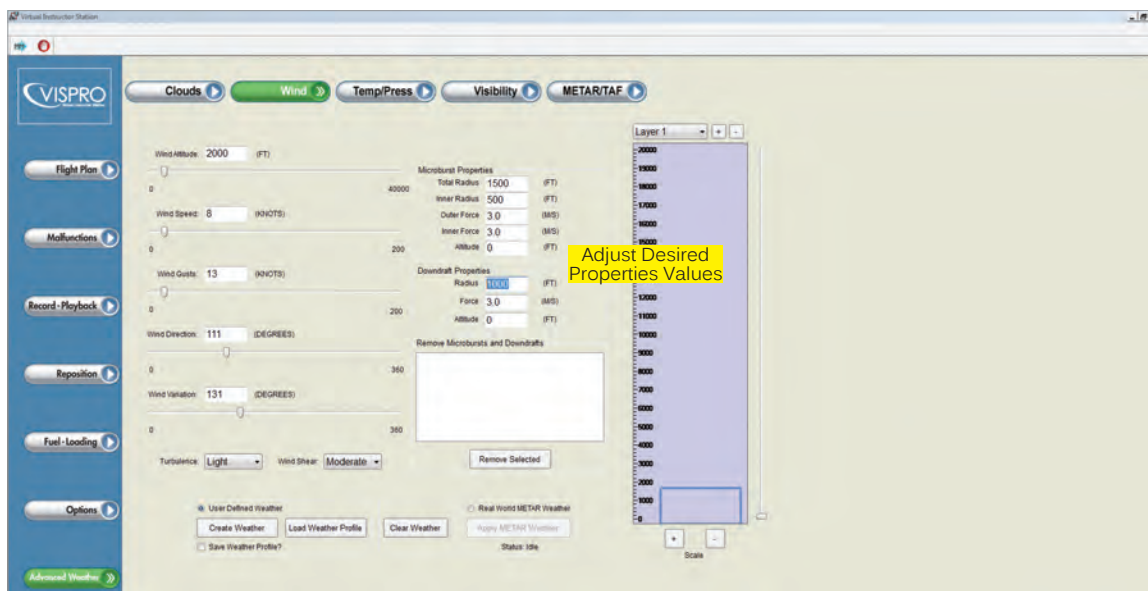 Virtual Instructor Station
VISPRO
Clouds
Wind
Temp/Press
Visibility
METAR/TAF
Flight Plan
Malfunctions
Record - Playback
Reposition
Fuel - Loading
Options
Advanced Weather
Wind Altitude: 2000 (FT)
0 40000
Wind Speed: 8 (KNOTS)
0 200
Wind Gusts: 13 (KNOTS)
0 200
Wind Direction: 111 (DEGREES)
0 360
Wind Variation: 131 (DEGREES)
0 360
Turbulence: Light Wind Shear: Moderate
Microburst Properties
Total Radius 1500 (FT)
Inner Radius 500 (FT)
Outer Force 3.0 (M/S)
Inner Force 3.0 (M/S)
Altitude 0 (FT)
Downdraft Properties
Radius 1000 (FT)
Force 3.0 (M/S)
Altitude 0 (FT)
Adjust Desired
Properties Values
Remove Microbursts and Downdrafts
Remove Selected
User Defined Weather
Real World METAR Weather
Create Weather Load Weather Profile Clear Weather Apply METAR Weather
Save Weather Profile? Status: Idle
Layer 1 + -
20000
19000
18000
17000
16000
15000
12000
11000
10000
9000
8000
7000
6000
5000
4000
3000
2000
1000
0
+ -
Scale